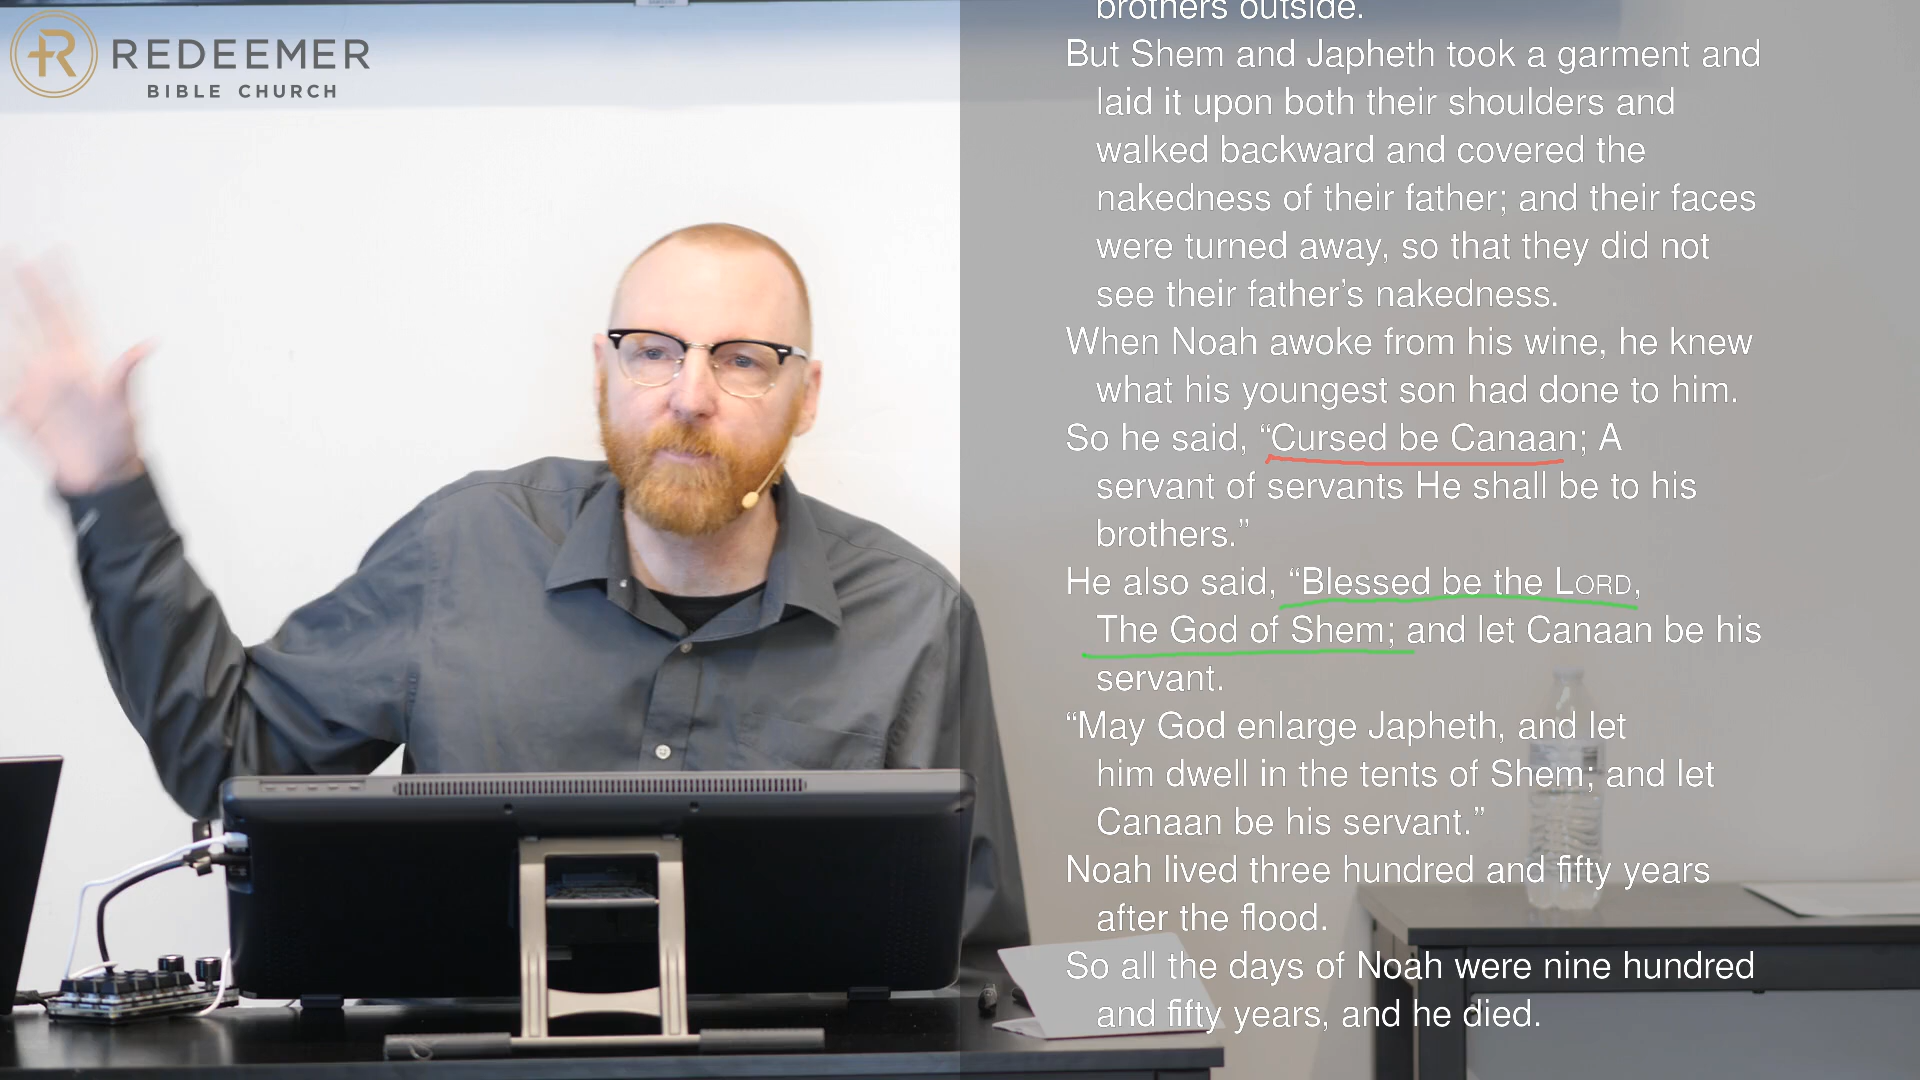 REDEEMER
BIBLE CHURCH
brothers outside.
But Shem and Japheth took a garment and
laid it upon both their shoulders and
walked backward and covered the
nakedness of their father; and their faces
were turned away, so that they did not
see their father’s nakedness.
When Noah awoke from his wine, he knew
what his youngest son had done to him.
So he said, “Cursed be Canaan; A
servant of servants He shall be to his
brothers.”
He also said, “Blessed be the LORD,
The God of Shem; and let Canaan be his
servant.
“May God enlarge Japheth, and let
him dwell in the tents of Shem; and let
Canaan be his servant.”
Noah lived three hundred and fifty years
after the flood.
So all the days of Noah were nine hundred
and fifty years, and he died.